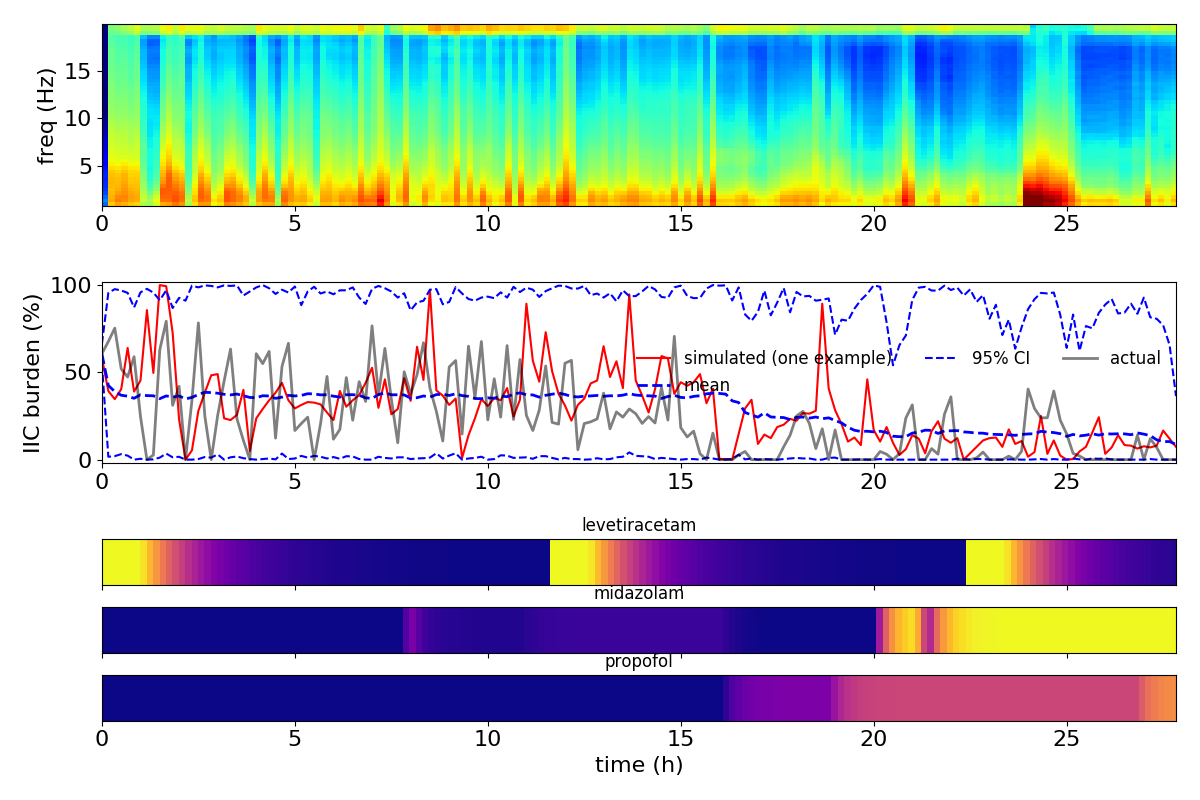 freq (Hz)
15
10
5
0 5 10 15 20 25
IIC burden (%)
100
50
0
simulated (one example) 95% CI actual
mean
0 5 10 15 20 25
levetiracetam
midazolam
propofol
0 5 10 15 20 25
time (h)